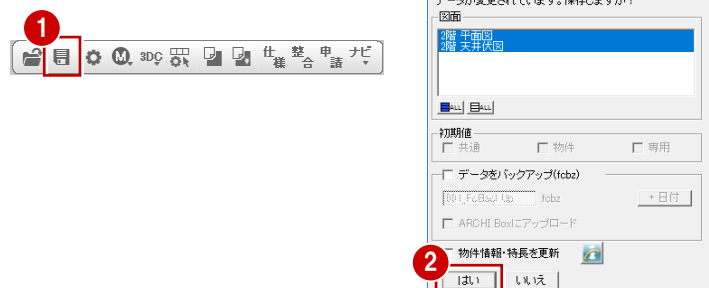 1
M 3DC 仕様 整合 申請 ナビ
データが変更されています。保存しますか？
図面
2階 平面図
2階 天井伏図
ALL ALL
初期値
共通 物件 専用
データをバックアップ(fcbz)
fcbz +日付
ARCHI Boxにアップロード
物件情報・特長を更新
2
はい いいえ